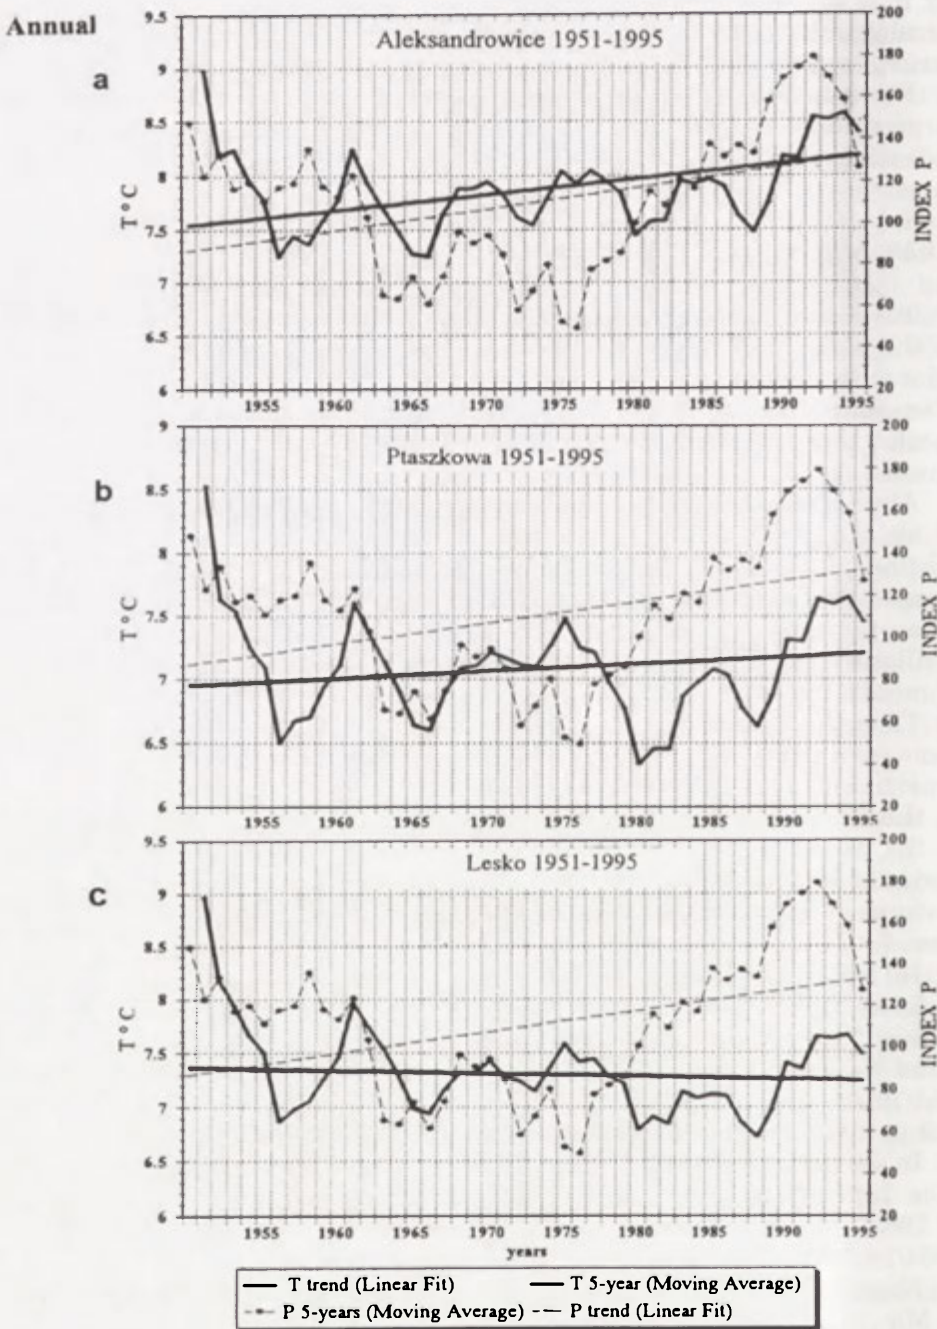 Annual
a
Aleksandrowice 1951-1995
9.5
9
8.5
8
7.5
7
6.5
6
T°C
200
180
160
140
120
100
80
60
40
20
INDEX P
1955 1960 1965 1970 1975 1980 1985 1990 1995
b
Ptaszkowa 1951-1995
9
8.5
8
7.5
7
6.5
6
T°C
200
180
160
140
120
100
80
60
40
20
INDEX P
1955 1960 1965 1970 1975 1980 1985 1990 1995
c
Lesko 1951-1995
9.5
9
8.5
8
7.5
7
6.5
6
T°C
200
180
160
140
120
100
80
60
40
20
INDEX P
1955 1960 1965 1970 1975 1980 1985 1990 1995
years
T trend (Linear Fit) T 5-year (Moving Average)
P 5-years (Moving Average) P trend (Linear Fit)